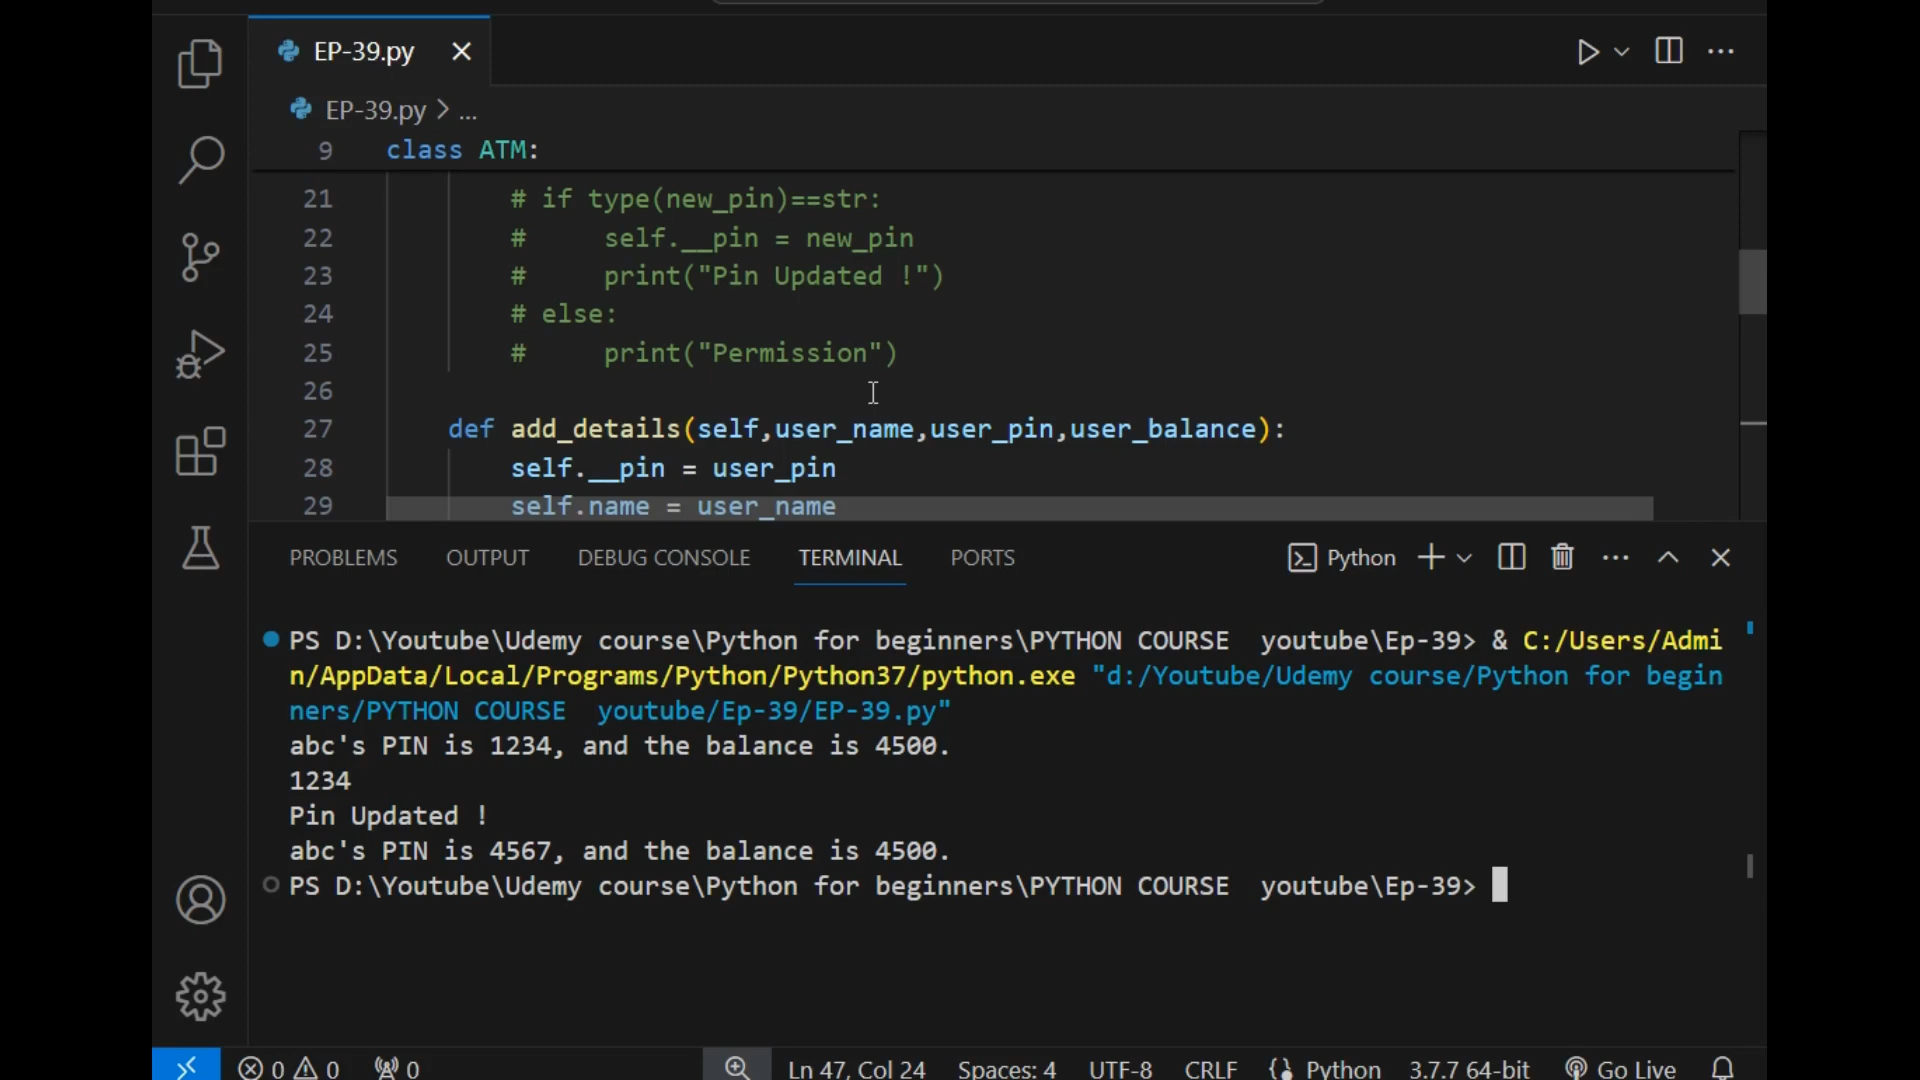 EP-39.py
EP-39.py > ...
9 class ATM:
21 # if type(new_pin)==str:
22 #     self.__pin = new_pin
23 #     print("Pin Updated !")
24 # else:
25 #     print("Permission")
26
27 def add_details(self,user_name,user_pin,user_balance):
28 self.__pin = user_pin
29 self.name = user_name
PROBLEMS OUTPUT DEBUG CONSOLE TERMINAL PORTS Python
PS D:\Youtube\Udemy course\Python for beginners\PYTHON COURSE  youtube\Ep-39> & C:/Users/Admi
n/AppData/Local/Programs/Python/Python37/python.exe "d:/Youtube/Udemy course/Python for begin
ners/PYTHON COURSE  youtube/Ep-39/EP-39.py"
abc's PIN is 1234, and the balance is 4500.
1234
Pin Updated !
abc's PIN is 4567, and the balance is 4500.
PS D:\Youtube\Udemy course\Python for beginners\PYTHON COURSE  youtube\Ep-39>
0 0 0 Ln 47, Col 24 Spaces: 4 UTF-8 CRLF Python 3.7.7 64-bit Go Live